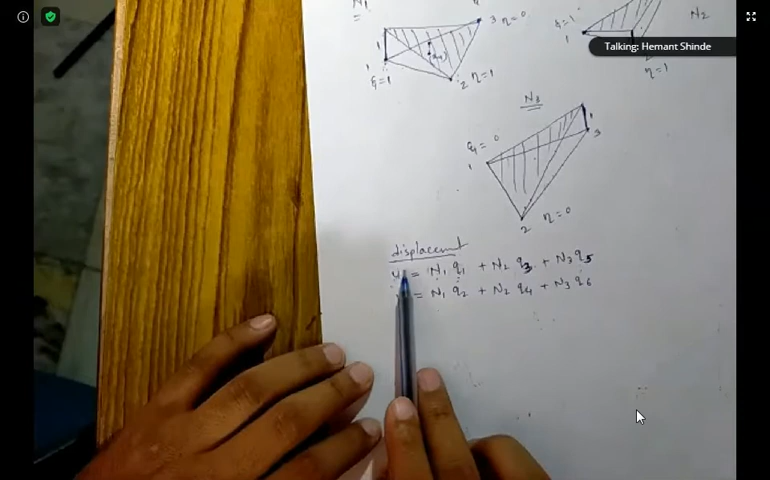 N₁
3 η=0
1
ξ=1
2 η=1
1
N₂
1
η=1
Talking: Hemant Shinde
N₃
1
3
1
2 η=0
displacement
u = N₁ q₁ + N₂ q₃ + N₃ q₅
= N₁ q₂ + N₂ q₄ + N₃ q₆